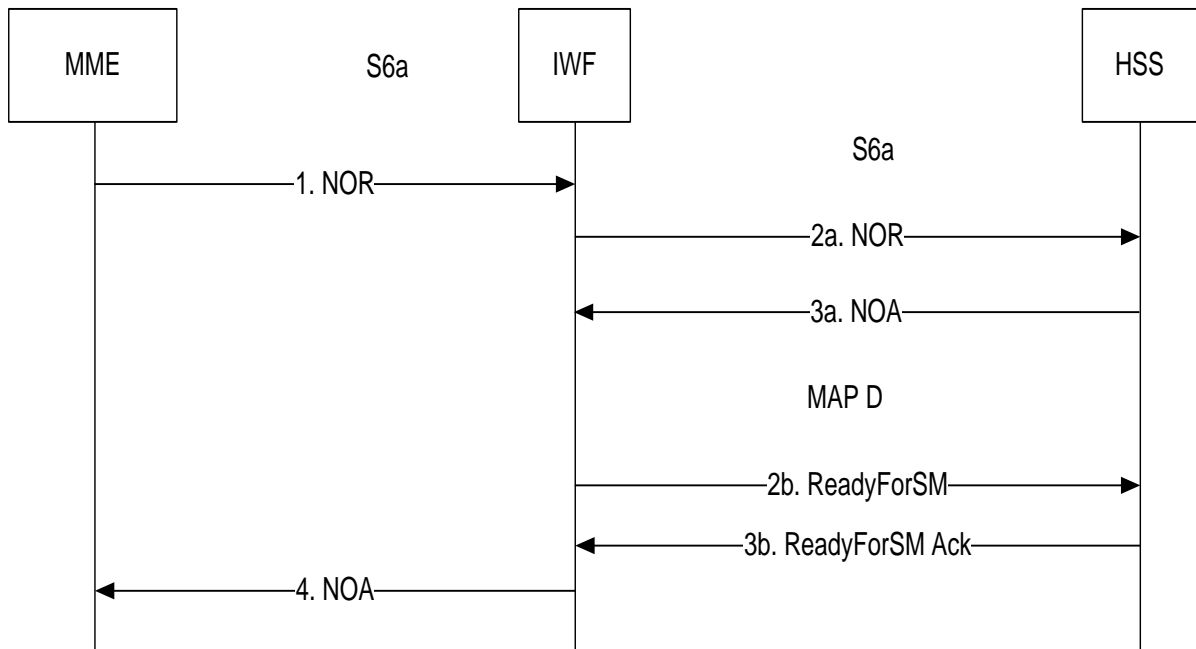 MME
S6a
IWF
HSS
S6a
1. NOR
2a. NOR
3a. NOA
MAP D
2b. ReadyForSM
3b. ReadyForSM Ack
4. NOA